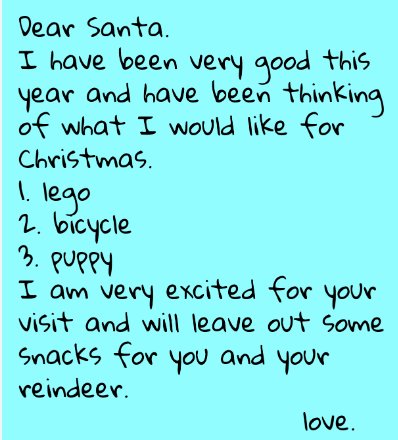 Dear Santa.
I have been very good this
year and have been thinking
of what I would like for
Christmas.
1. lego
2. bicycle
3. puppy
I am very excited for your
visit and will leave out some
snacks for you and your
reindeer.
love.